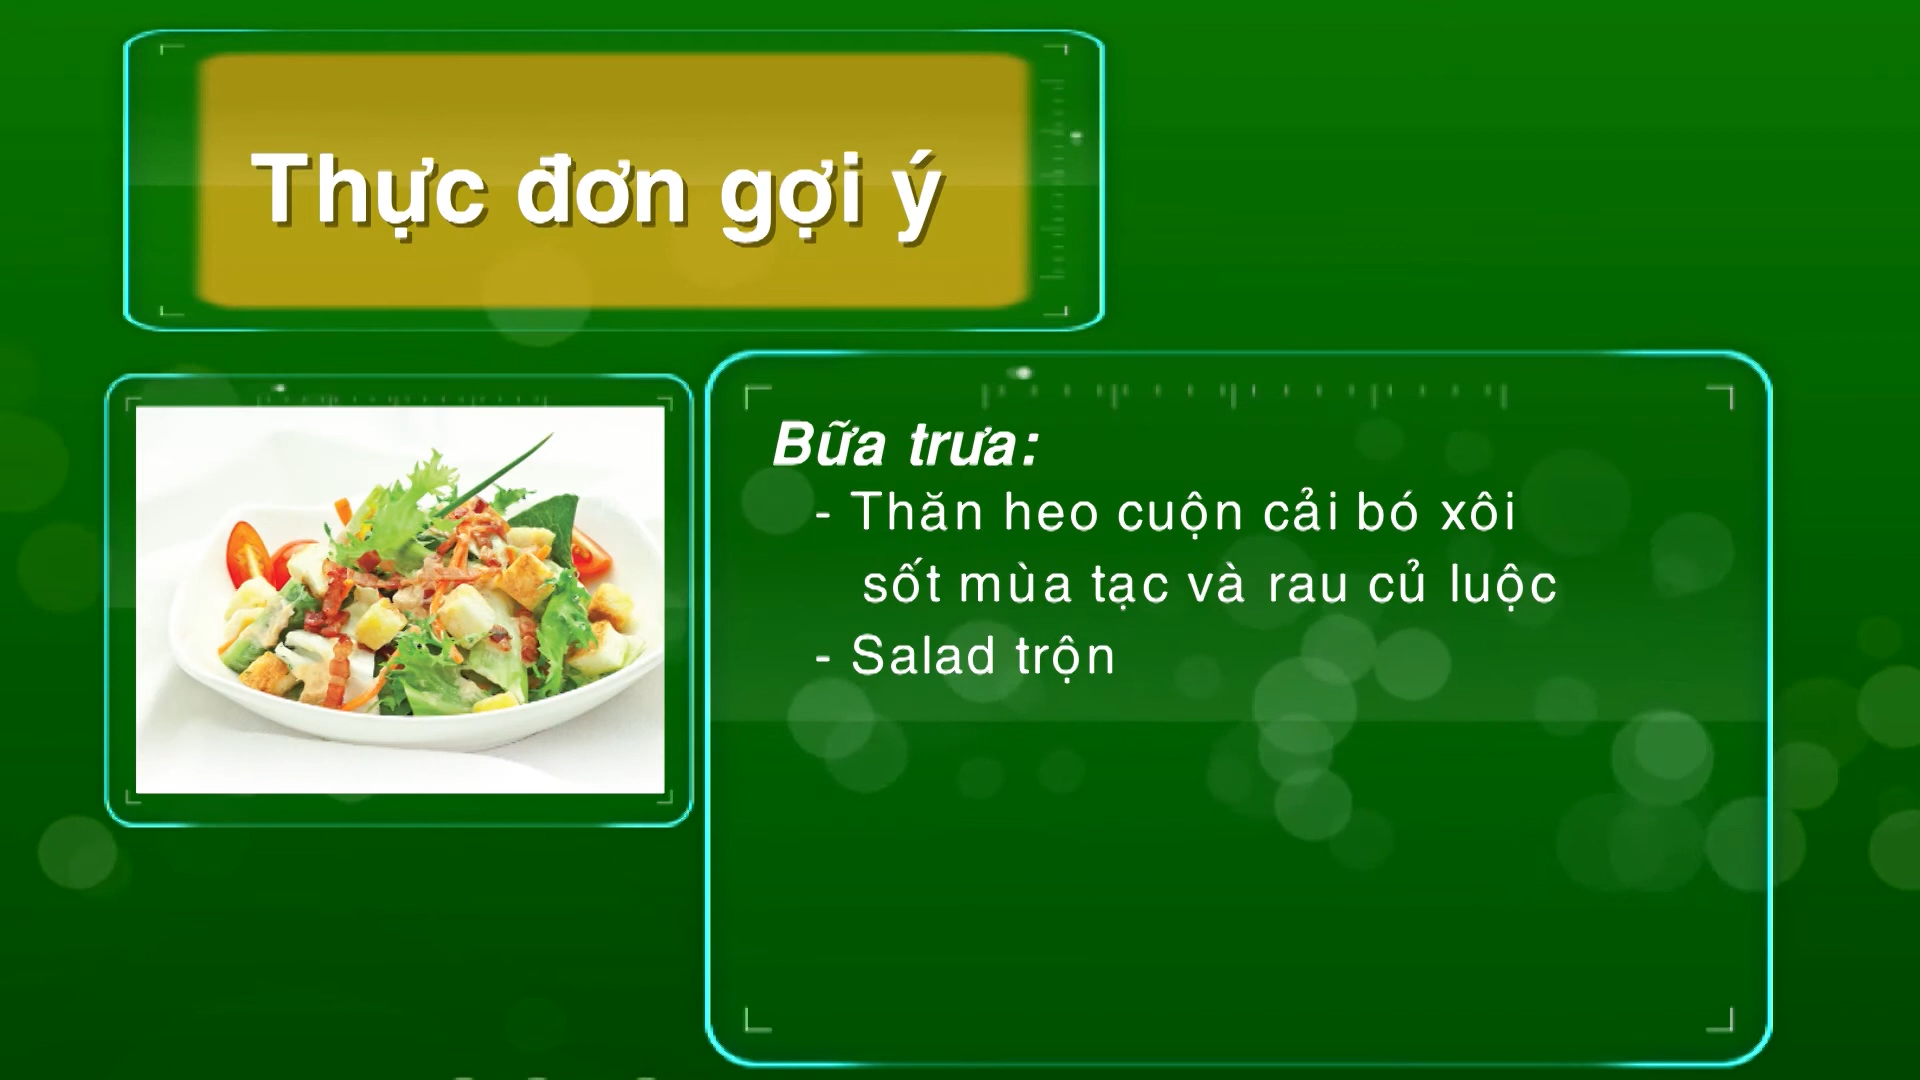 Thực đơn gợi ý
Bữa trưa:
- Thăn heo cuộn cải bó xôi
sốt mùa tạc và rau củ luộc
- Salad trộn